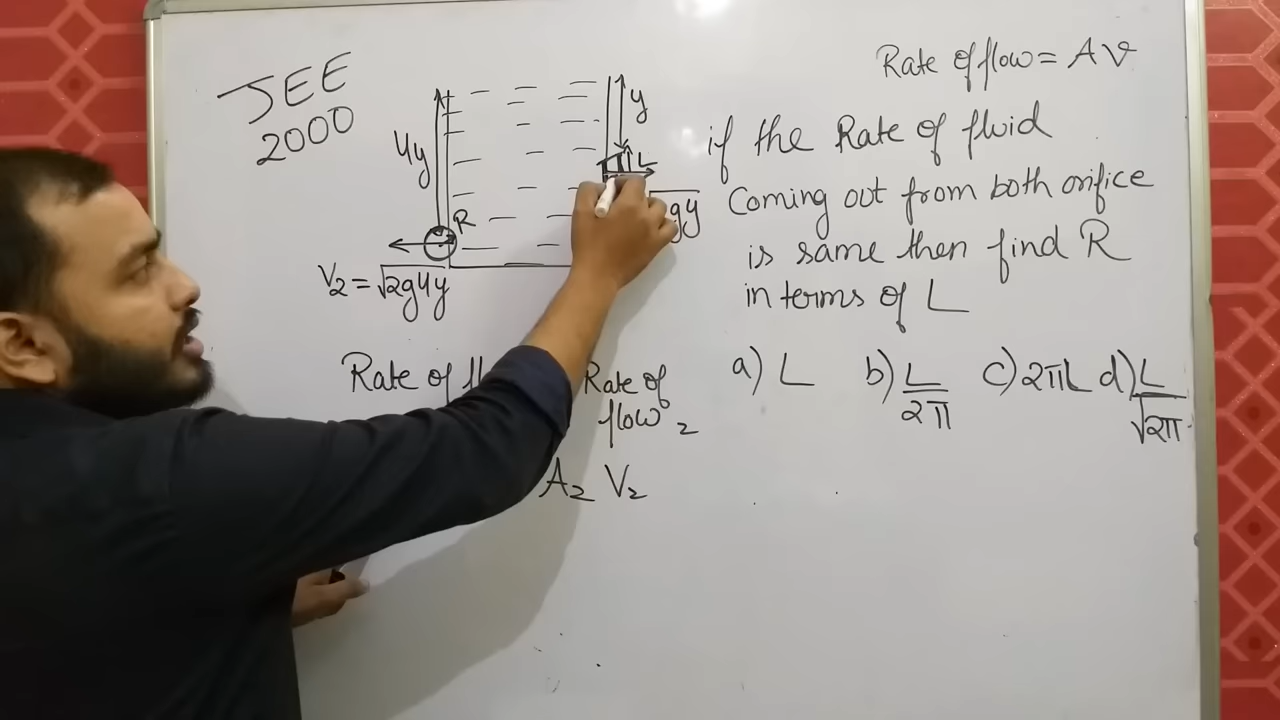 JEE
2000
4y
R
V2 = √2g4y
y
L
gy
Rate of flow = A v
if the Rate of fluid
Coming out from both orifice
is same then find R
in terms of L
a) L b) L/2π c) 2πL d) L/√2π
Rate of
Rate of
flow 2
A2 V2